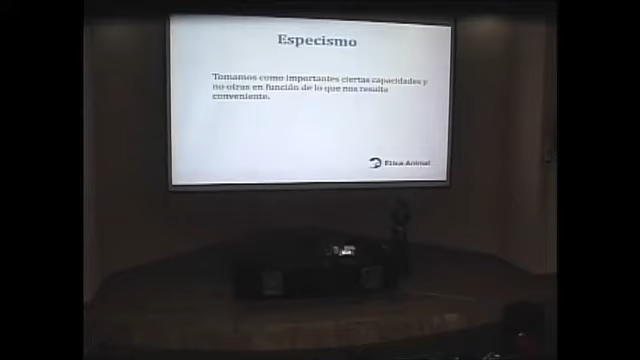 Especismo
Tomamos como importantes ciertas capacidades y
no otras en función de lo que nos resulta
conveniente.
Ética Animal